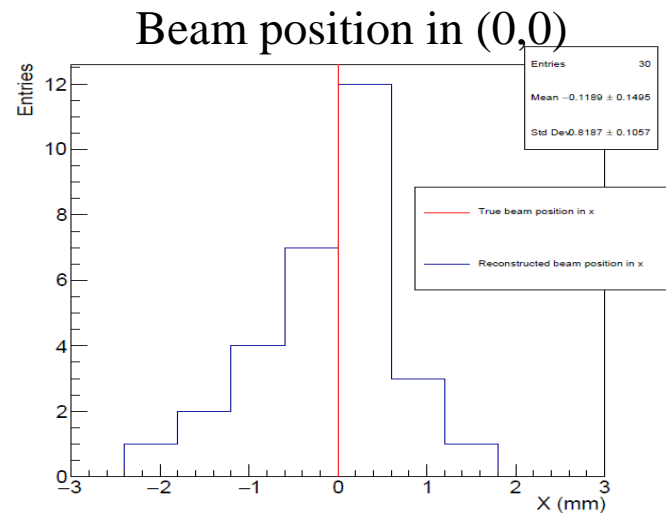 Beam position in (0,0)
Entries
Entries 30
Mean −0.1189 ± 0.1495
Std Dev0.8187 ± 0.1057
True beam position in x
Reconstructed beam position in x
12
10
8
6
4
2
0
−3 −2 −1 0 1 2 3
X (mm)